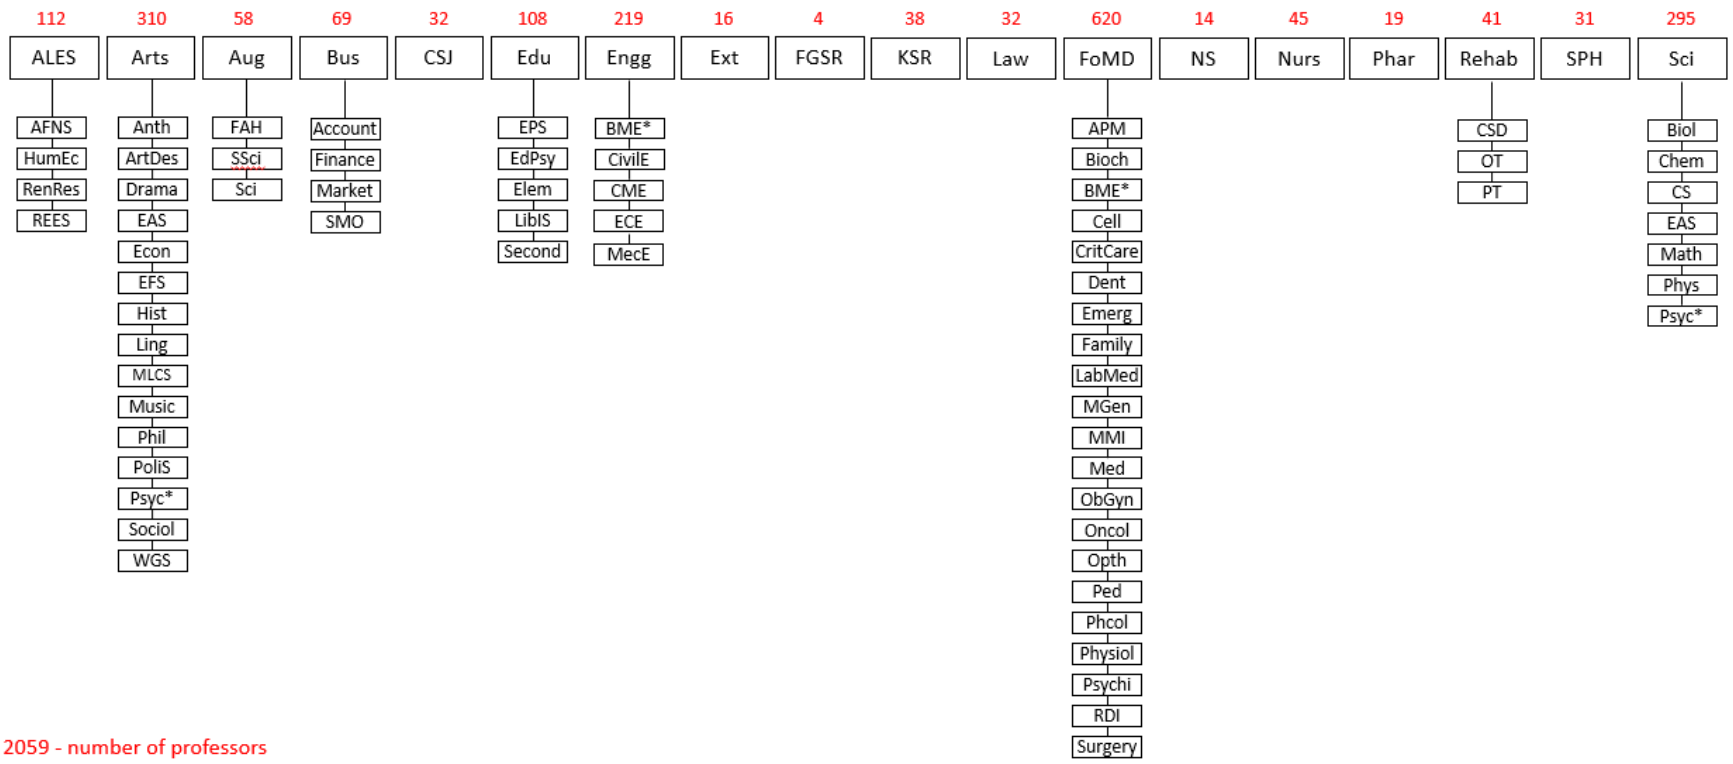 112 310 58 69 32 108 219 16 4 38 32 620 14 45 19 41 31 295
ALES Arts Aug Bus CSJ Edu Engg Ext FGSR KSR Law FoMD NS Nurs Phar Rehab SPH Sci
AFNS Anth FAH Account EPS BME* APM CSD Biol
HumEc ArtDes SSci Finance EdPsy CivilE Bioch OT Chem
RenRes Drama Sci Market Elem CME BME* PT CS
REES EAS SMO LibIS ECE Cell EAS
Econ Second MecE CritCare Math
EFS Dent Phys
Hist Emerg Psyc*
Ling Family
MLCS LabMed
Music MGen
Phil MMI
PoliS Med
Psyc* ObGyn
Sociol Oncol
WGS Opth
Ped
Phcol
Physiol
Psychi
RDI
2059 - number of professors Surgery